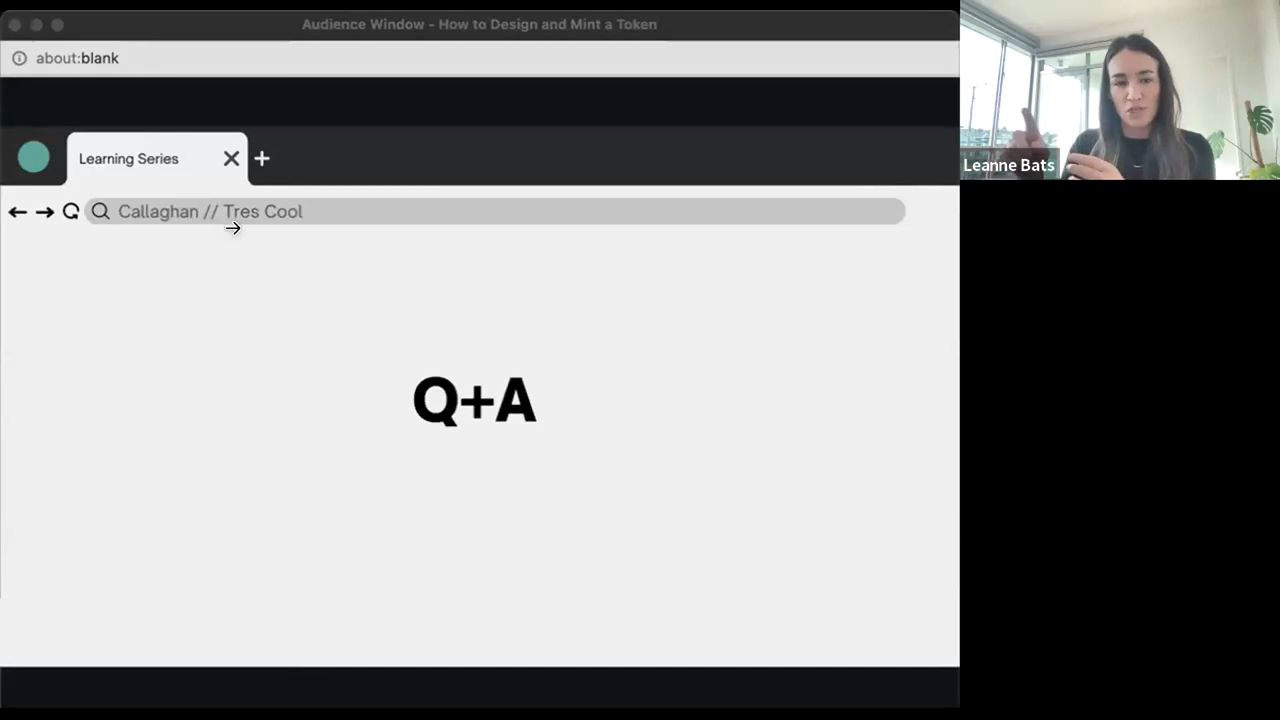 Audience Window - How to Design and Mint a Token
about:blank
Learning Series
Callaghan // Tres Cool
Q+A
Leanne Bats